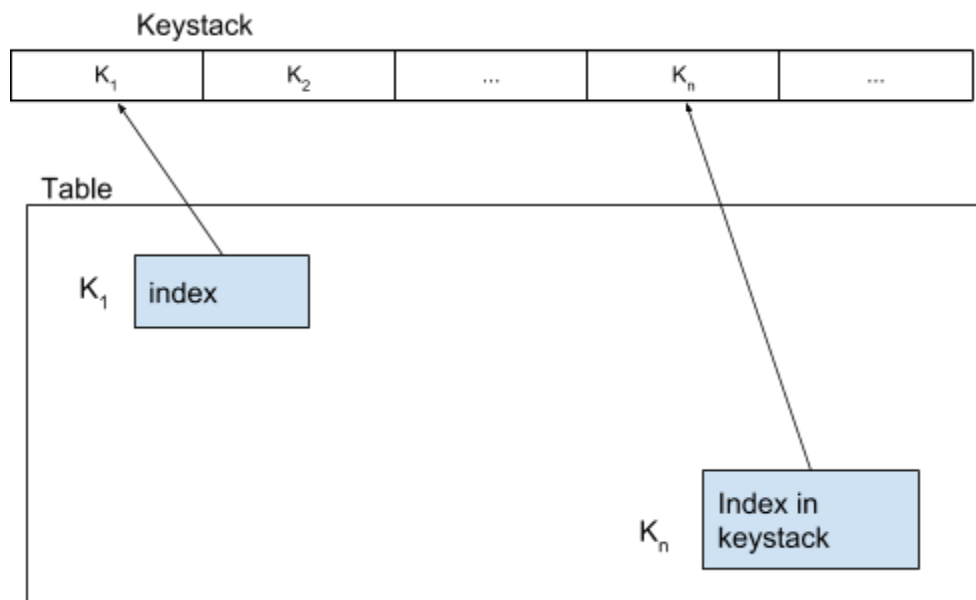 Keystack
K₁ K₂ ... Kₙ ...
Table
K₁ index
Index in
keystack
Kₙ